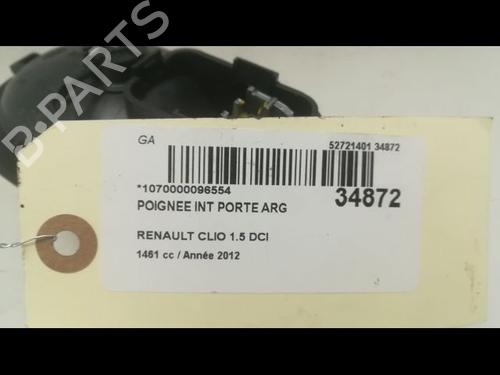 B-PARTS
GA
52721401 34872
*1070000096554
POIGNEE INT PORTE ARG
34872
RENAULT CLIO 1.5 DCI
1461 cc / Année 2012